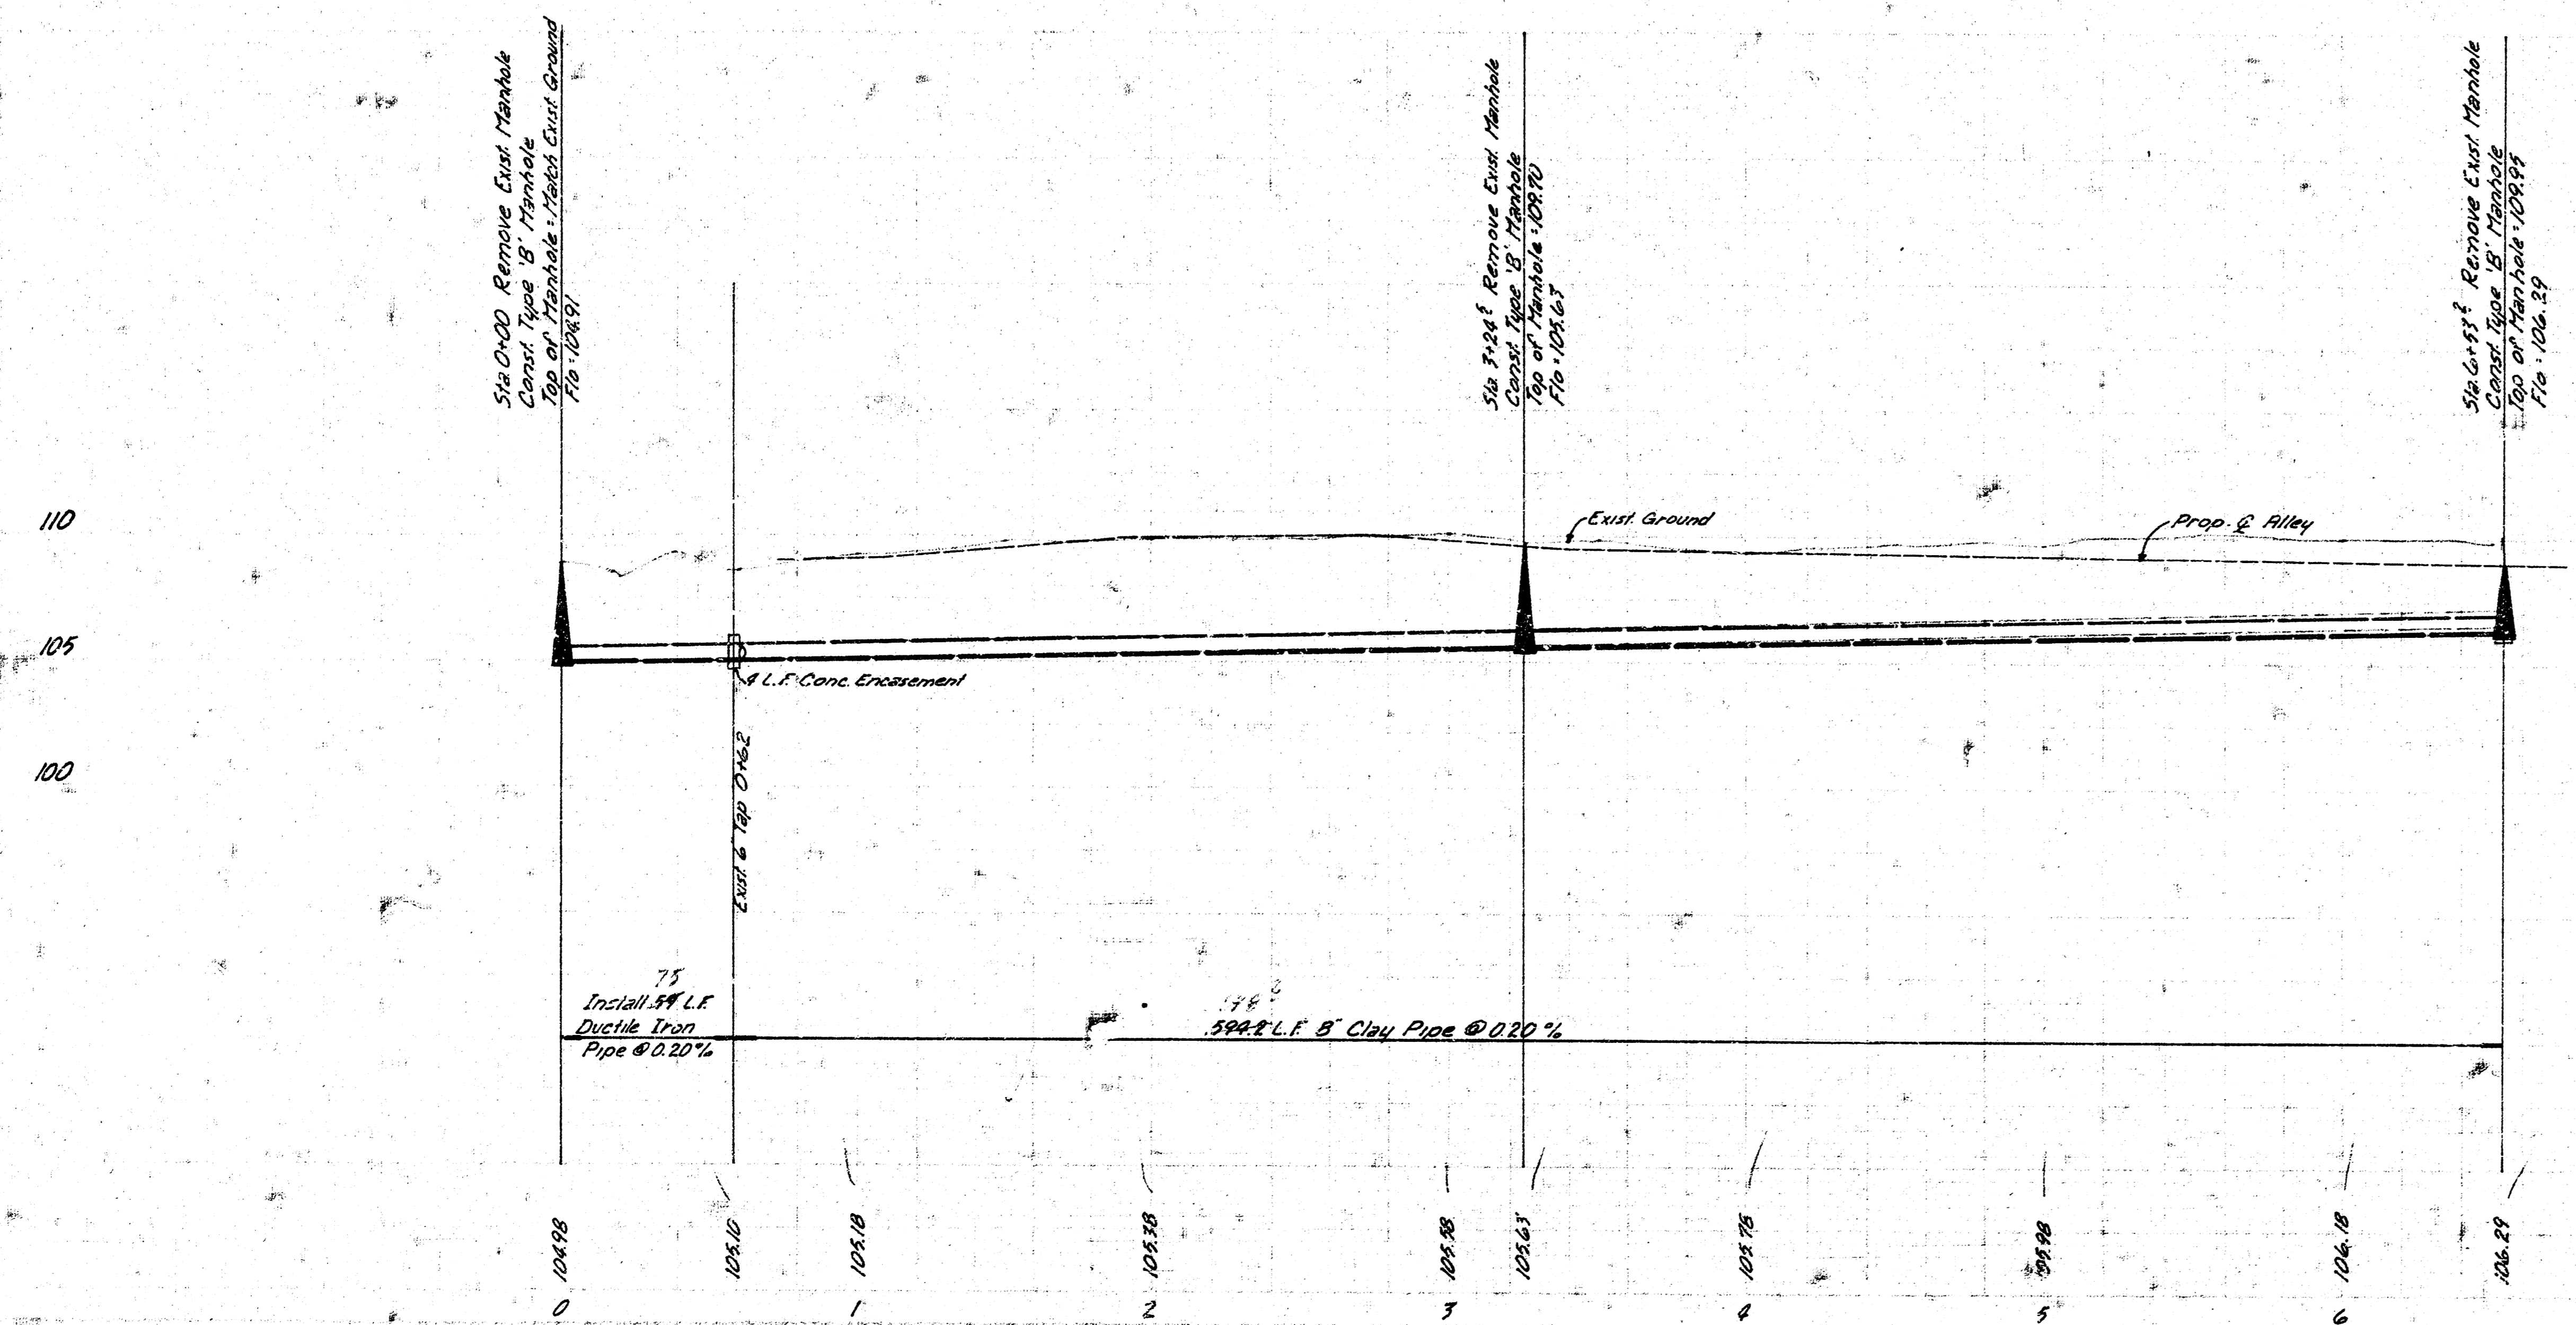 Sta. 0+00 Remove Exist. Manhole
Const. Type 'B' Manhole
Top of Manhole = Match Exist. Ground
Flo = 104.91
Sta. 3+24⁵ Remove Exist. Manhole
Const. Type 'B' Manhole
Top of Manhole = 109.70
Flo = 105.63
Sta. 6+53² Remove Exist. Manhole
Const. Type 'B' Manhole
Top of Manhole = 109.95
Flo = 106.29
110
105
100
Exist. Ground
Prop. ℄ Alley
4 L.F. Conc. Encasement
Exist. 6" Tap 0+62
75
Install 59 L.F.
Ductile Iron
Pipe @ 0.20%
594.2 L.F. 8" Clay Pipe @ 0.20%
104.98
105.10
105.18
105.38
105.58
105.63
105.78
105.98
106.18
106.29
0
1
2
3
4
5
6